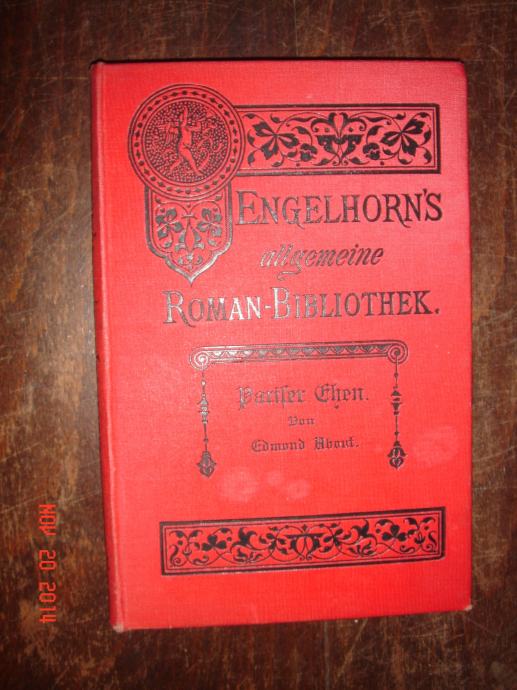 ENGELHORN'S
allgemeine
ROMAN-BIBLIOTHEK.
Pariser Ehen.
Von
Edmond About.
NOV 20 2014